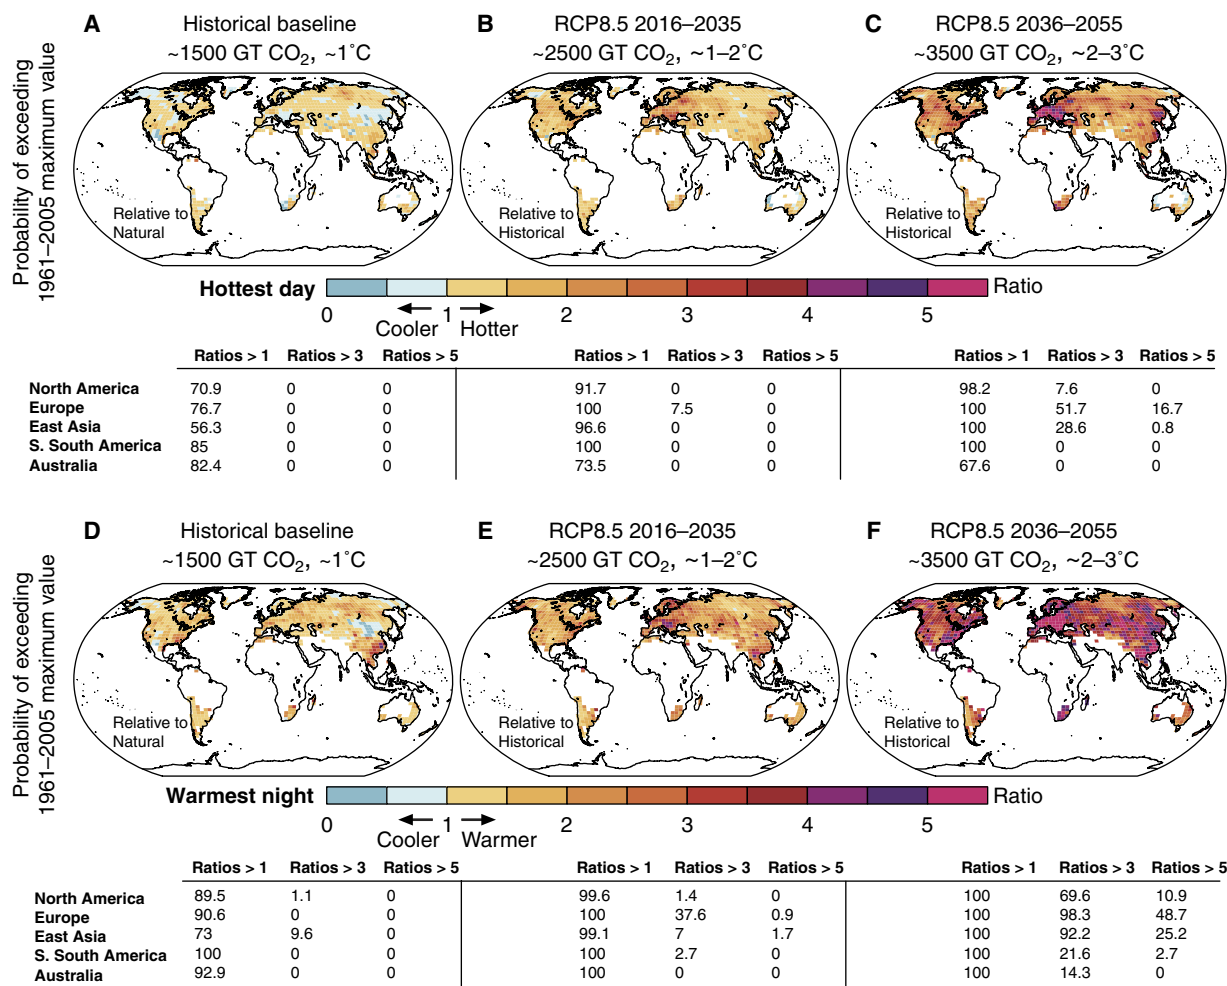 A Historical baseline
~1500 GT CO₂, ~1˚C
B RCP8.5 2016–2035
~2500 GT CO₂, ~1–2˚C
C RCP8.5 2036–2055
~3500 GT CO₂, ~2–3˚C
Probability of exceeding
1961–2005 maximum value
Relative to
Natural
Relative to
Historical
Relative to
Historical
Hottest day
Ratio
0 1 2 3 4 5
Cooler Hotter
Ratios > 1 Ratios > 3 Ratios > 5 Ratios > 1 Ratios > 3 Ratios > 5 Ratios > 1 Ratios > 3 Ratios > 5
North America 70.9 0 0 91.7 0 0 98.2 7.6 0
Europe 76.7 0 0 100 7.5 0 100 51.7 16.7
East Asia 56.3 0 0 96.6 0 0 100 28.6 0.8
S. South America 85 0 0 100 0 0 100 0 0
Australia 82.4 0 0 73.5 0 0 67.6 0 0
D Historical baseline
~1500 GT CO₂, ~1˚C
E RCP8.5 2016–2035
~2500 GT CO₂, ~1–2˚C
F RCP8.5 2036–2055
~3500 GT CO₂, ~2–3˚C
Probability of exceeding
1961–2005 maximum value
Relative to
Natural
Relative to
Historical
Relative to
Historical
Warmest night
Ratio
0 1 2 3 4 5
Cooler Warmer
Ratios > 1 Ratios > 3 Ratios > 5 Ratios > 1 Ratios > 3 Ratios > 5 Ratios > 1 Ratios > 3 Ratios > 5
North America 89.5 1.1 0 99.6 1.4 0 100 69.6 10.9
Europe 90.6 0 0 100 37.6 0.9 100 98.3 48.7
East Asia 73 9.6 0 99.1 7 1.7 100 92.2 25.2
S. South America 100 0 0 100 2.7 0 100 21.6 2.7
Australia 92.9 0 0 100 0 0 100 14.3 0